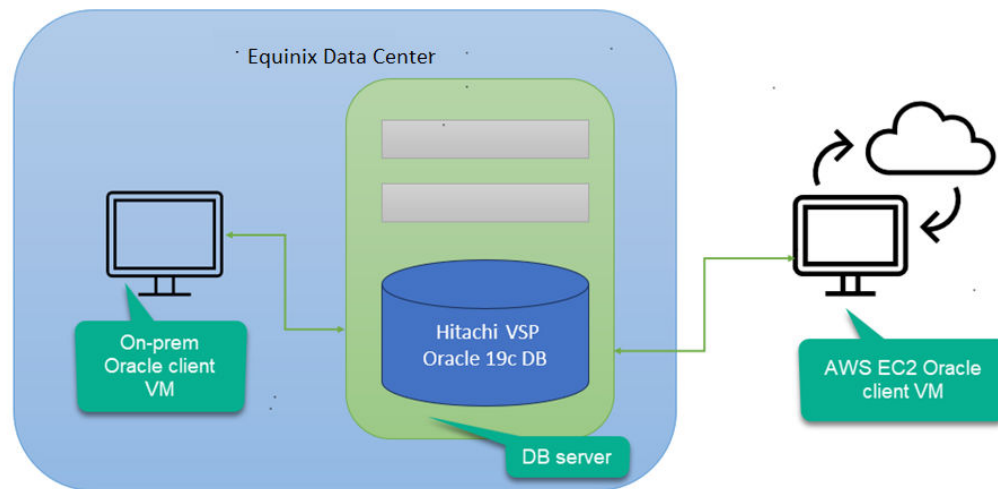 Equinix Data Center
On-prem
Oracle client
VM
Hitachi VSP
Oracle 19c DB
DB server
AWS EC2 Oracle
client VM